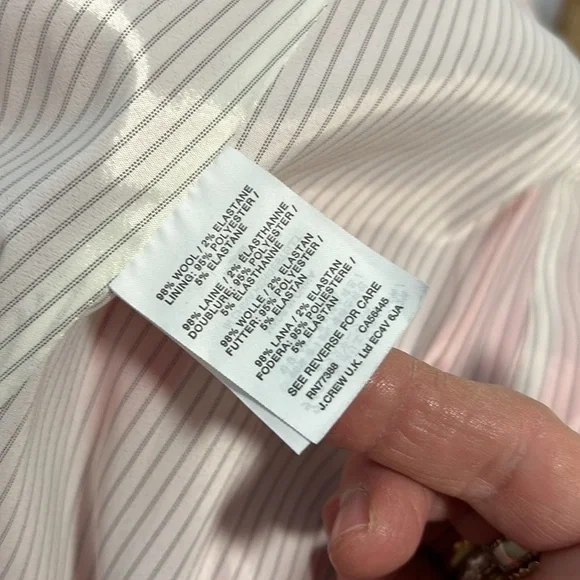 98% WOOL / 2% ELASTANE
LINING: 95% POLYESTER /
5% ELASTANE
98% LAINE / 2% ÉLASTHANNE
DOUBLURE: 95% POLYESTER /
5% ÉLASTHANNE
98% WOLLE / 2% ELASTAN
FUTTER: 95% POLYESTER /
5% ELASTAN
98% LANA / 2% ELASTAN
FODERA: 95% POLIESTERE /
5% ELASTAN
SEE REVERSE FOR CARE
RN77388 CA56445
J.CREW U.K. Ltd EC4V 6JA